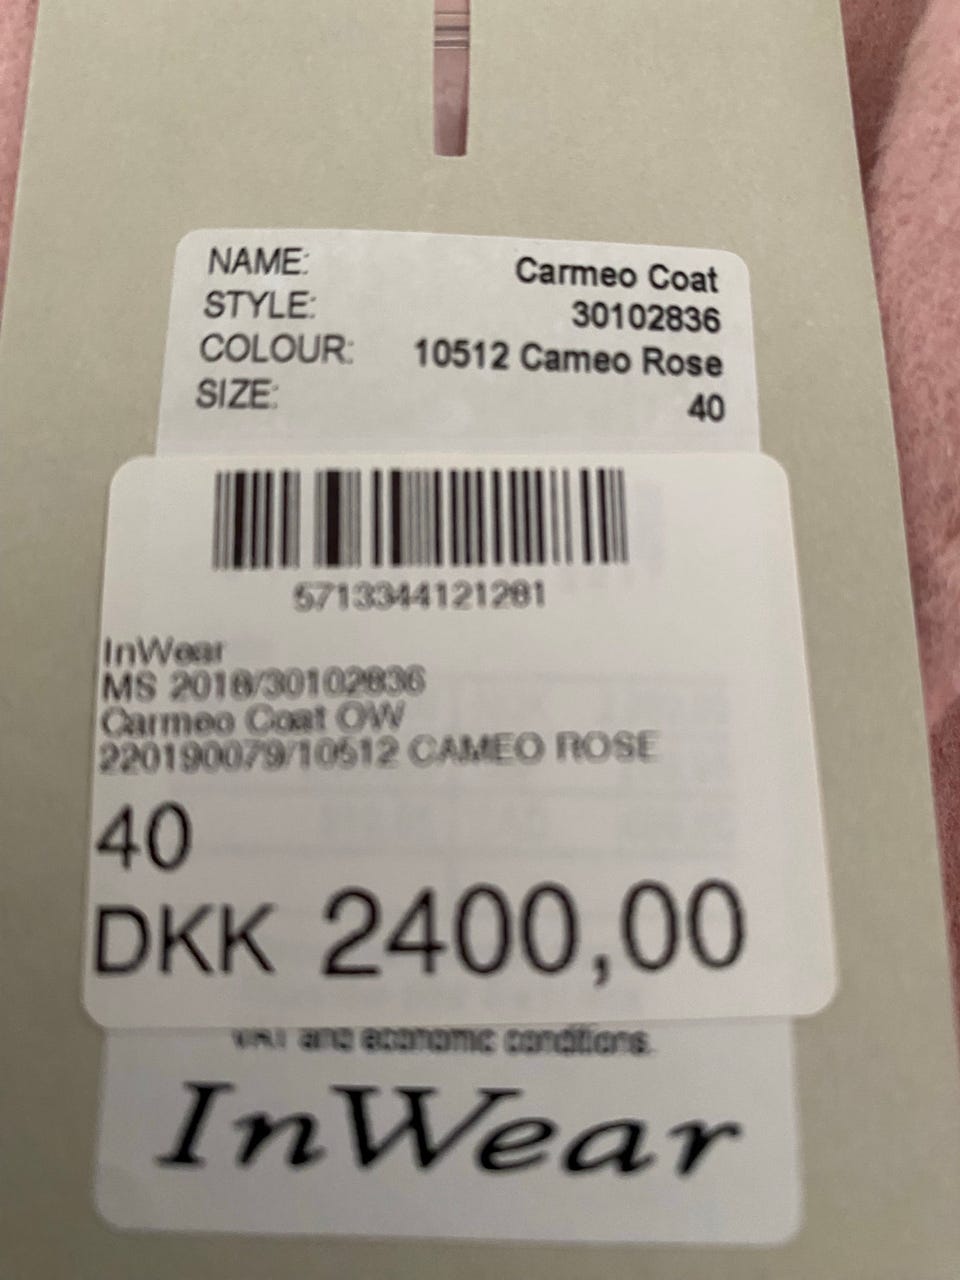 NAME: Carmeo Coat
STYLE: 30102836
COLOUR: 10512 Cameo Rose
SIZE: 40
5713344121281
InWear
MS 2018/30102836
Carmeo Coat OW
220190079/10512 CAMEO ROSE
40
DKK 2400,00
VAT and economic conditions.
InWear